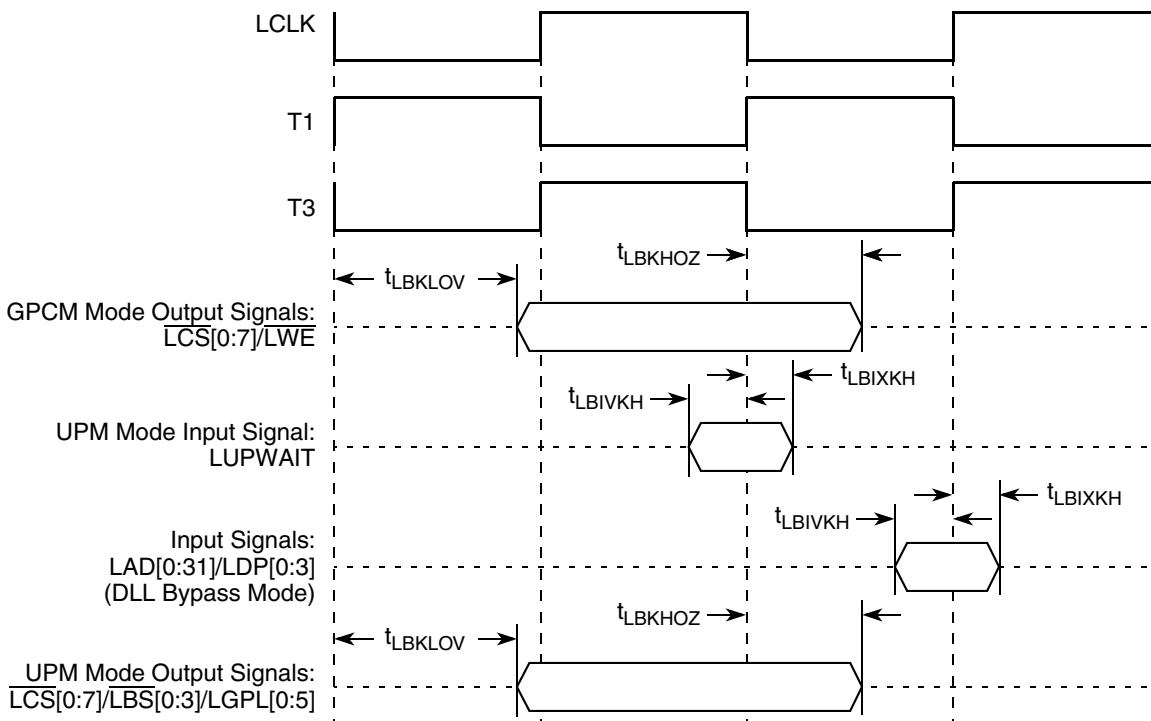 LCLK
T1
T3
tLBKHOZ
tLBKLOV
GPCM Mode Output Signals:
LCS[0:7]/LWE
tLBIXKH
tLBIVKH
UPM Mode Input Signal:
LUPWAIT
tLBIXKH
tLBIVKH
Input Signals:
LAD[0:31]/LDP[0:3]
(DLL Bypass Mode)
tLBKHOZ
tLBKLOV
UPM Mode Output Signals:
LCS[0:7]/LBS[0:3]/LGPL[0:5]